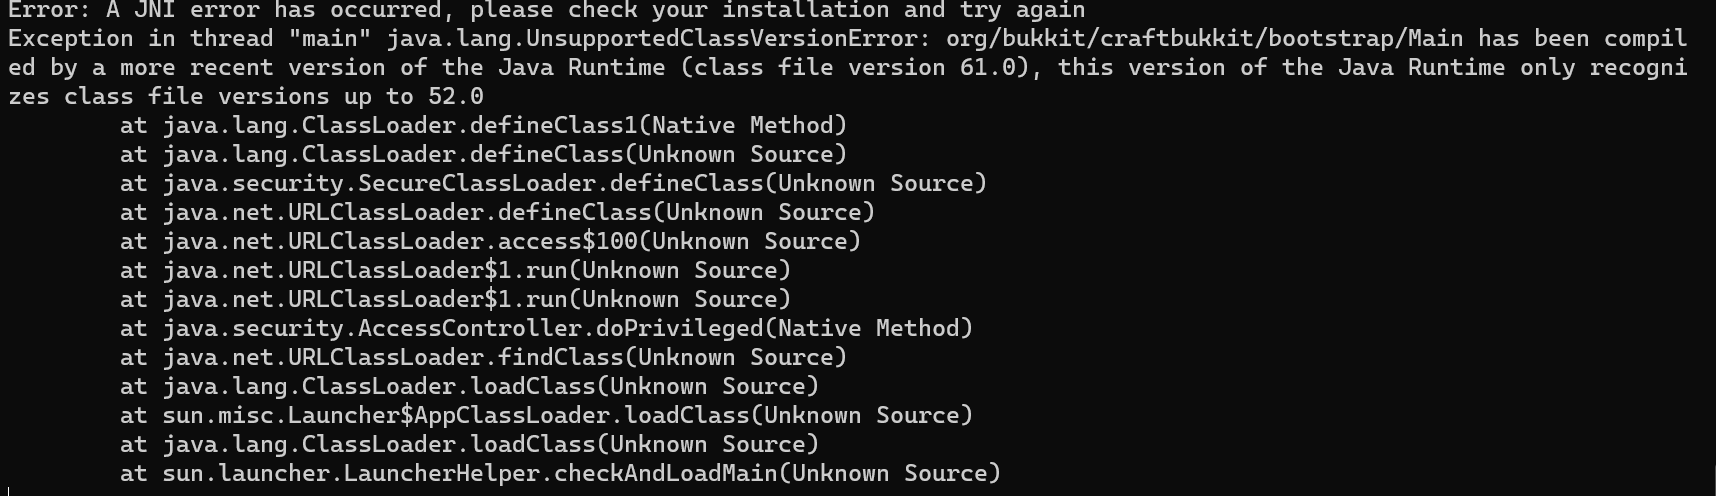 Error: A JNI error has occurred, please check your installation and try again
Exception in thread "main" java.lang.UnsupportedClassVersionError: org/bukkit/craftbukkit/bootstrap/Main has been compil
ed by a more recent version of the Java Runtime (class file version 61.0), this version of the Java Runtime only recogni
zes class file versions up to 52.0
        at java.lang.ClassLoader.defineClass1(Native Method)
        at java.lang.ClassLoader.defineClass(Unknown Source)
        at java.security.SecureClassLoader.defineClass(Unknown Source)
        at java.net.URLClassLoader.defineClass(Unknown Source)
        at java.net.URLClassLoader.access$100(Unknown Source)
        at java.net.URLClassLoader$1.run(Unknown Source)
        at java.net.URLClassLoader$1.run(Unknown Source)
        at java.security.AccessController.doPrivileged(Native Method)
        at java.net.URLClassLoader.findClass(Unknown Source)
        at java.lang.ClassLoader.loadClass(Unknown Source)
        at sun.misc.Launcher$AppClassLoader.loadClass(Unknown Source)
        at java.lang.ClassLoader.loadClass(Unknown Source)
        at sun.launcher.LauncherHelper.checkAndLoadMain(Unknown Source)